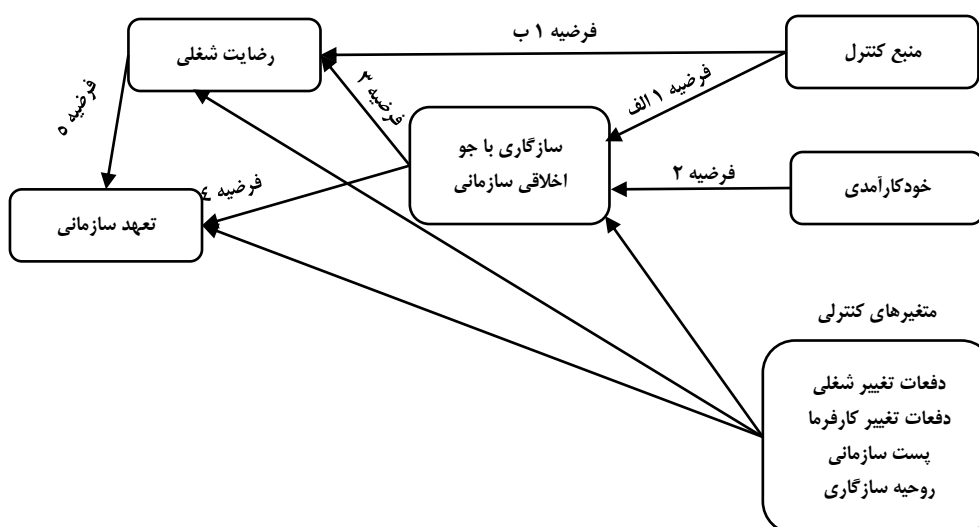 منبع کنترل
فرضیه ۱ ب
رضایت شغلی
فرضیه ۱ الف
فرضیه ۳
فرضیه ۵
سازگاری با جو
اخلاقی سازمانی
خودکارآمدی
فرضیه ۲
فرضیه ٤
تعهد سازمانی
متغیرهای کنترلی
دفعات تغییر شغلی
دفعات تغییر کارفرما
پست سازمانی
روحیه سازگاری